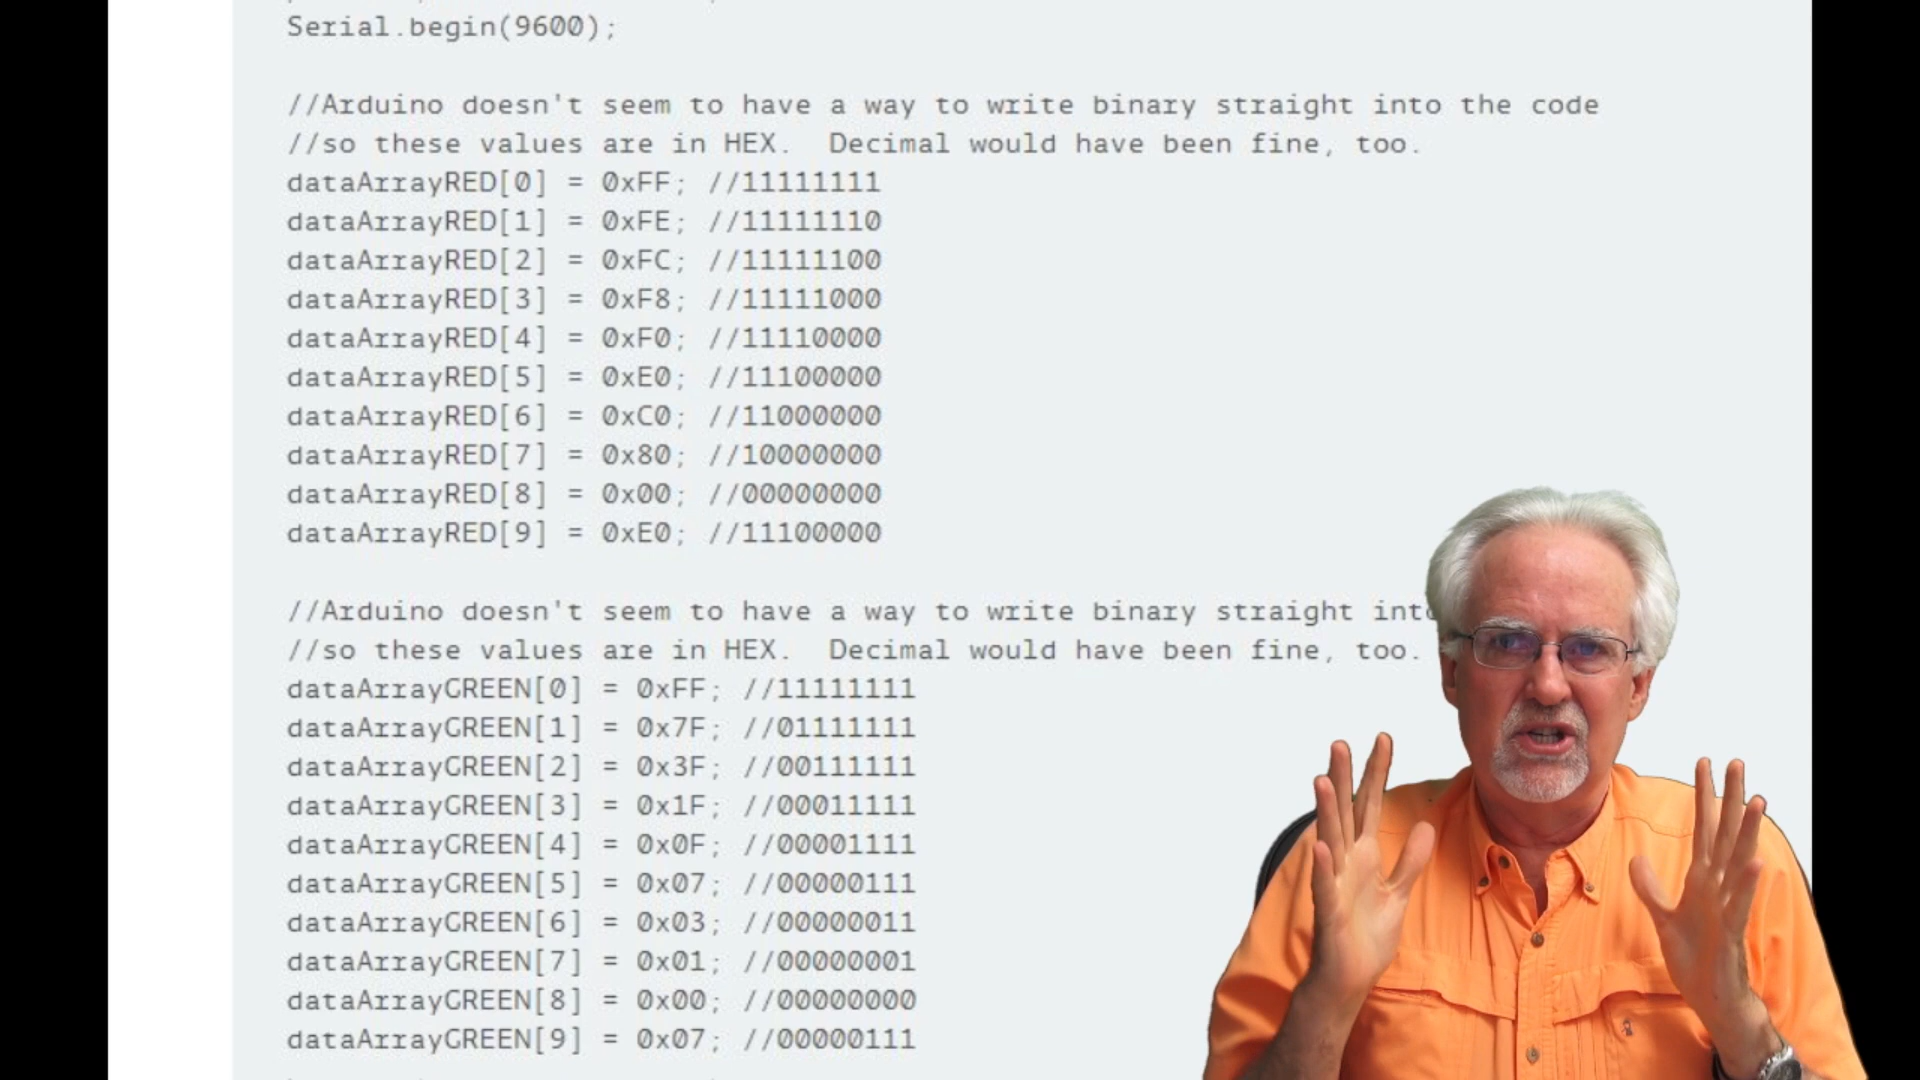 Serial.begin(9600);
//Arduino doesn't seem to have a way to write binary straight into the code
//so these values are in HEX.  Decimal would have been fine, too.
dataArrayRED[0] = 0xFF; //11111111
dataArrayRED[1] = 0xFE; //11111110
dataArrayRED[2] = 0xFC; //11111100
dataArrayRED[3] = 0xF8; //11111000
dataArrayRED[4] = 0xF0; //11110000
dataArrayRED[5] = 0xE0; //11100000
dataArrayRED[6] = 0xC0; //11000000
dataArrayRED[7] = 0x80; //10000000
dataArrayRED[8] = 0x00; //00000000
dataArrayRED[9] = 0xE0; //11100000
//Arduino doesn't seem to have a way to write binary straight
//so these values are in HEX.  Decimal would have been fine, too.
dataArrayGREEN[0] = 0xFF; //11111111
dataArrayGREEN[1] = 0x7F; //01111111
dataArrayGREEN[2] = 0x3F; //00111111
dataArrayGREEN[3] = 0x1F; //00011111
dataArrayGREEN[4] = 0x0F; //00001111
dataArrayGREEN[5] = 0x07; //00000111
dataArrayGREEN[6] = 0x03; //00000011
dataArrayGREEN[7] = 0x01; //00000001
dataArrayGREEN[8] = 0x00; //00000000
dataArrayGREEN[9] = 0x07; //00000111